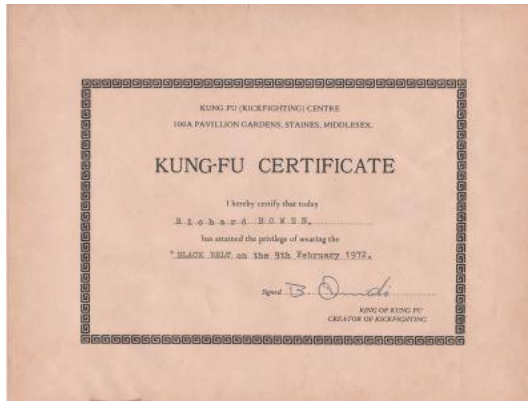 KUNG FU (KICKFIGHTING) CENTRE
100A PAVILLION GARDENS, STAINES, MIDDLESEX.
KUNG-FU CERTIFICATE
I hereby certify that today
Richard BOWEN,
has attained the privilege of wearing the
"BLACK BELT on the 9th February 1972,
Signed B.
KING OF KUNG FU
CREATOR OF KICKFIGHTING